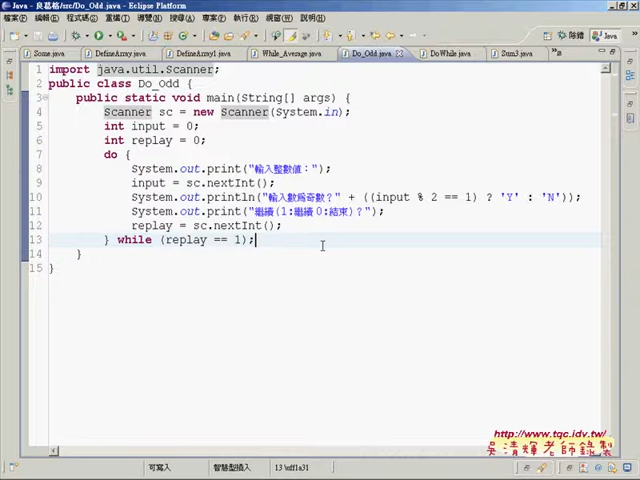 Java - 良葛格/src/Do_Odd.java - Eclipse Platform
檔案(F) 編輯(E) 程式碼(S) 重構(T) 導覽(N) 搜尋(A) 專案(P) 執行(R) 視窗(W) 說明(H)
除錯 Java
Some.java DefineArray.java DefineArray1.java While_Average.java Do_Odd.java DoWhile.java Sum3.java
1 import java.util.Scanner;
2 public class Do_Odd {
3 public static void main(String[] args) {
4 Scanner sc = new Scanner(System.in);
5 int input = 0;
6 int replay = 0;
7 do {
8 System.out.print("輸入整數值：");
9 input = sc.nextInt();
10 System.out.println("輸入數為奇數？" + ((input % 2 == 1) ? 'Y' : 'N'));
11 System.out.print("繼續(1:繼續 0:結束)？");
12 replay = sc.nextInt();
13 } while (replay == 1);
14 }
15 }
http://www.tqc.idv.tw/
吳清輝老師錄製
可寫入 智慧型插入 13 \uff1a31